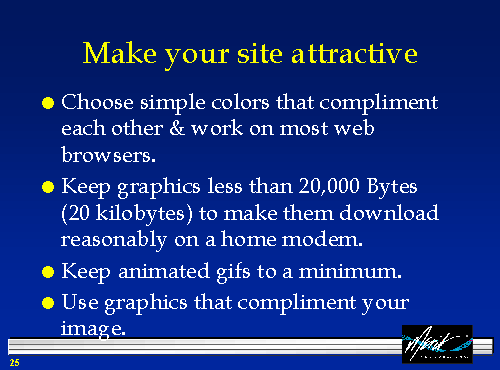 Make your site attractive
● Choose simple colors that compliment
each other & work on most web
browsers.
● Keep graphics less than 20,000 Bytes
(20 kilobytes) to make them download
reasonably on a home modem.
● Keep animated gifs to a minimum.
● Use graphics that compliment your
image.
25